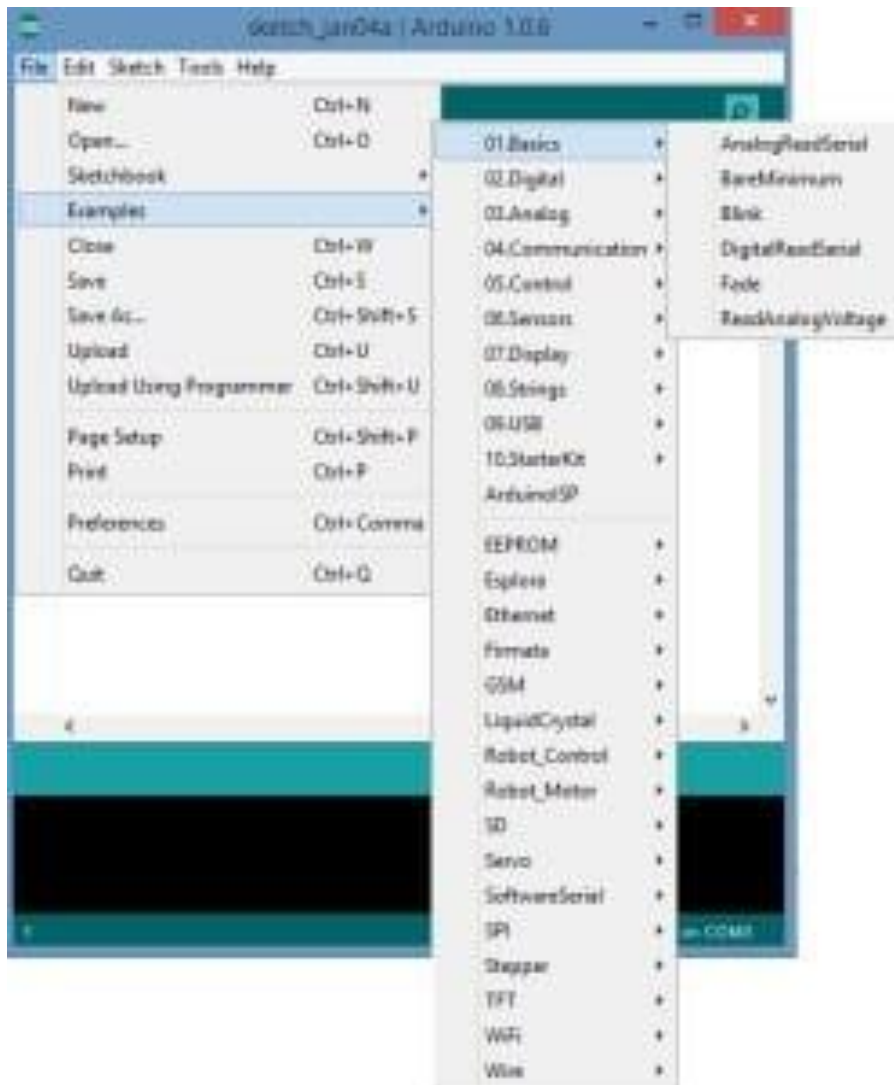 sketch_jan04a | Arduino 1.0.6
File Edit Sketch Tools Help
New Ctrl+N
Open... Ctrl+O
Sketchbook
Examples
Close Ctrl+W
Save Ctrl+S
Save As... Ctrl+Shift+S
Upload Ctrl+U
Upload Using Programmer Ctrl+Shift+U
Page Setup Ctrl+Shift+P
Print Ctrl+P
Preferences Ctrl+Comma
Quit Ctrl+Q
01.Basics
02.Digital
03.Analog
04.Communication
05.Control
06.Sensors
07.Display
08.Strings
09.USB
10.StarterKit
ArduinoISP
EEPROM
Esplora
Ethernet
Firmata
GSM
LiquidCrystal
Robot_Control
Robot_Motor
SD
Servo
SoftwareSerial
SPI
Stepper
TFT
WiFi
Wire
AnalogReadSerial
BareMinimum
Blink
DigitalReadSerial
Fade
ReadAnalogVoltage
on